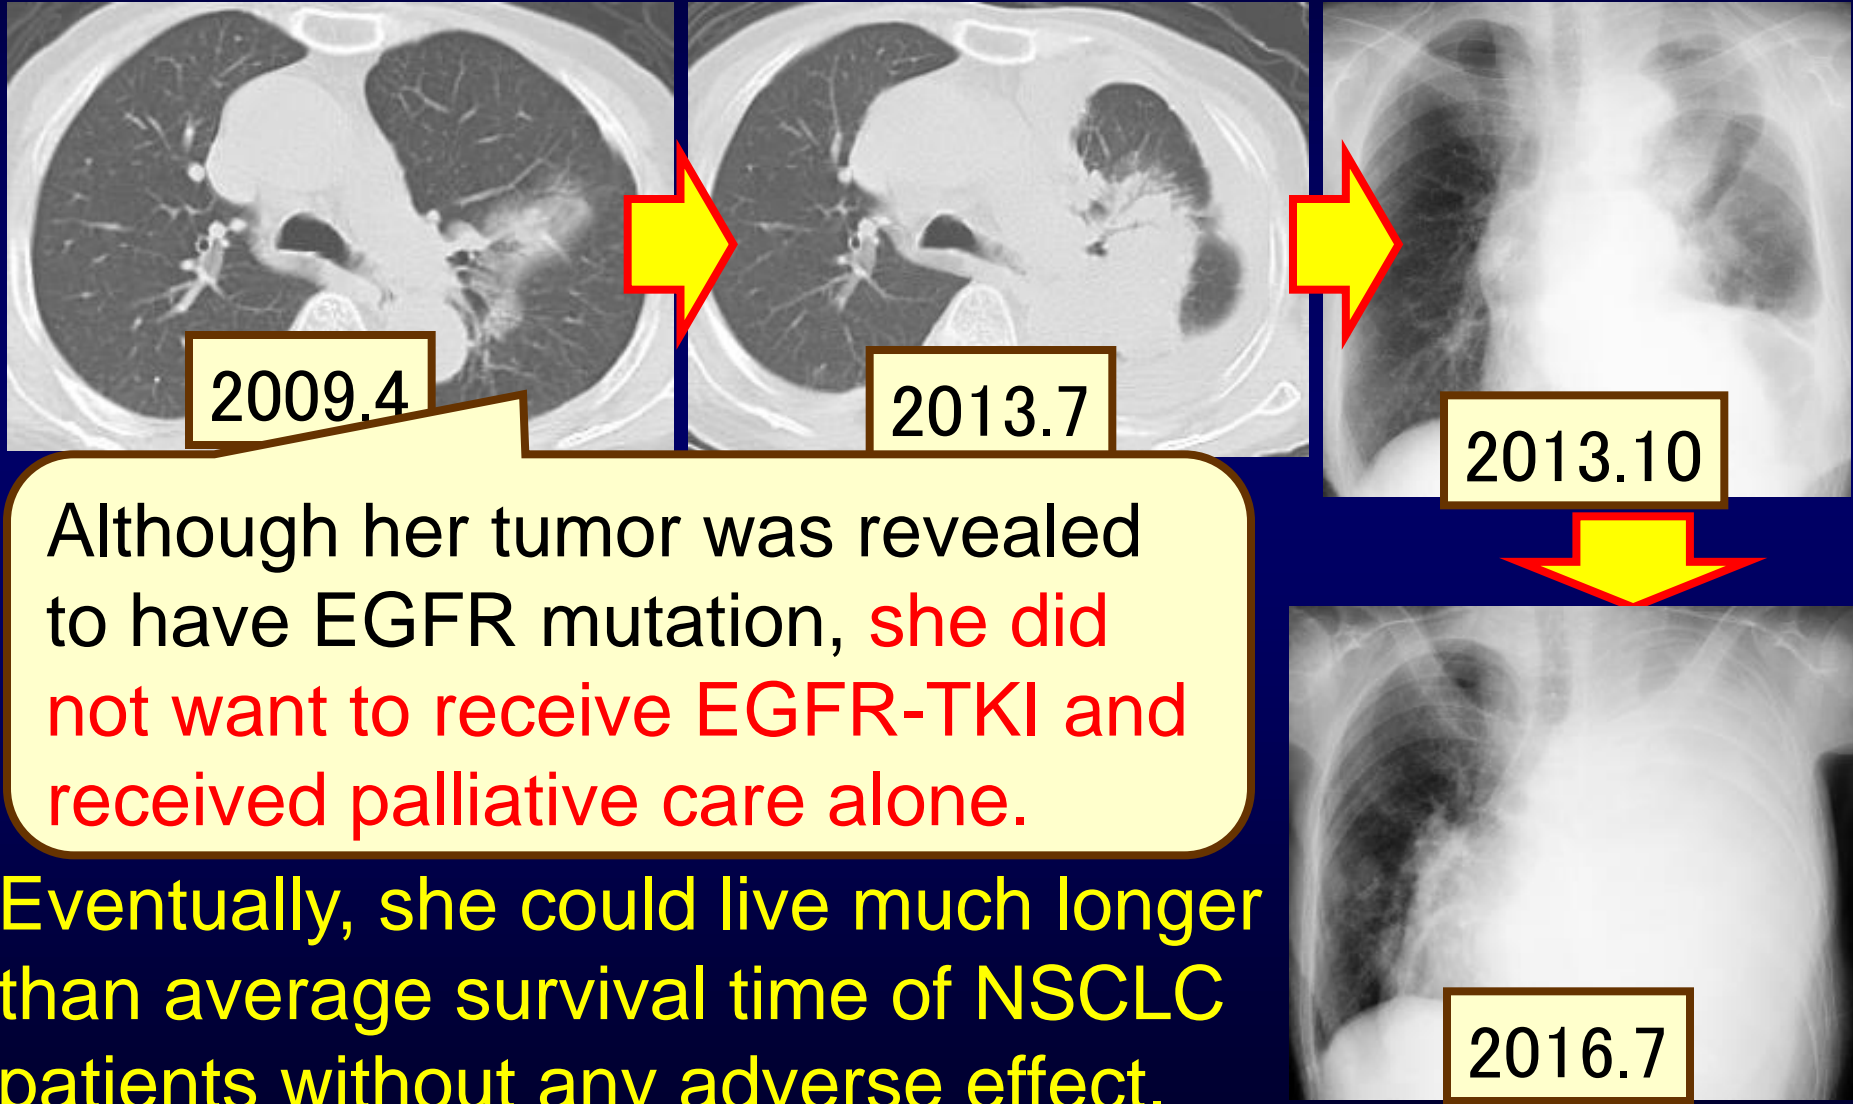 2009.4
2013.7
2013.10
Although her tumor was revealed
to have EGFR mutation, she did
not want to receive EGFR-TKI and
received palliative care alone.
Eventually, she could live much longer
than average survival time of NSCLC
patients without any adverse effect.
2016.7